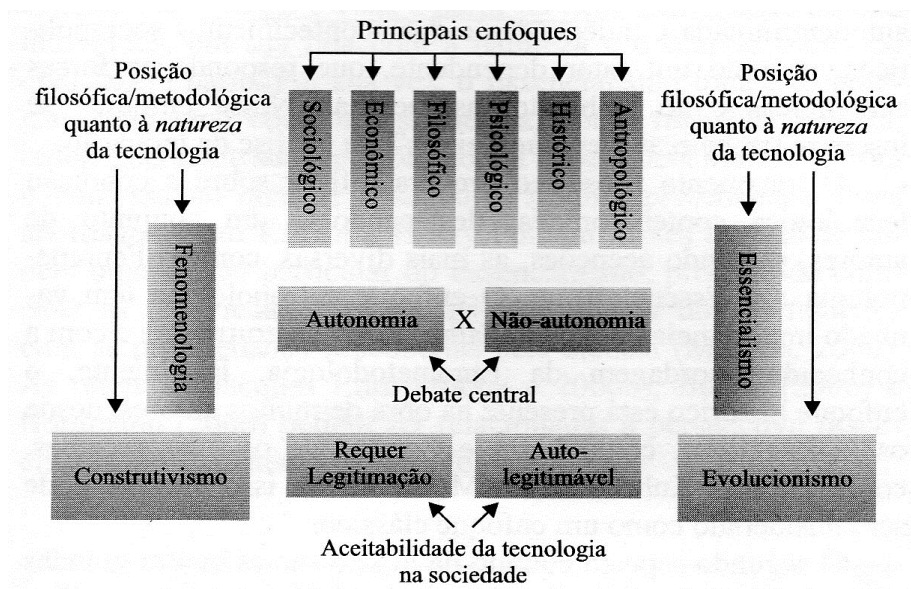 Principais enfoques
Posição
filosófica/metodológica
quanto à natureza
da tecnologia
Sociológico
Econômico
Filosófico
Psicológico
Histórico
Antropológico
Posição
filosófica/metodológica
quanto à natureza
da tecnologia
Fenomenologia
Autonomia X Não-autonomia
Essencialismo
Debate central
Construtivismo
Requer
Legitimação
Auto-
legitimável
Evolucionismo
Aceitabilidade da tecnologia
na sociedade